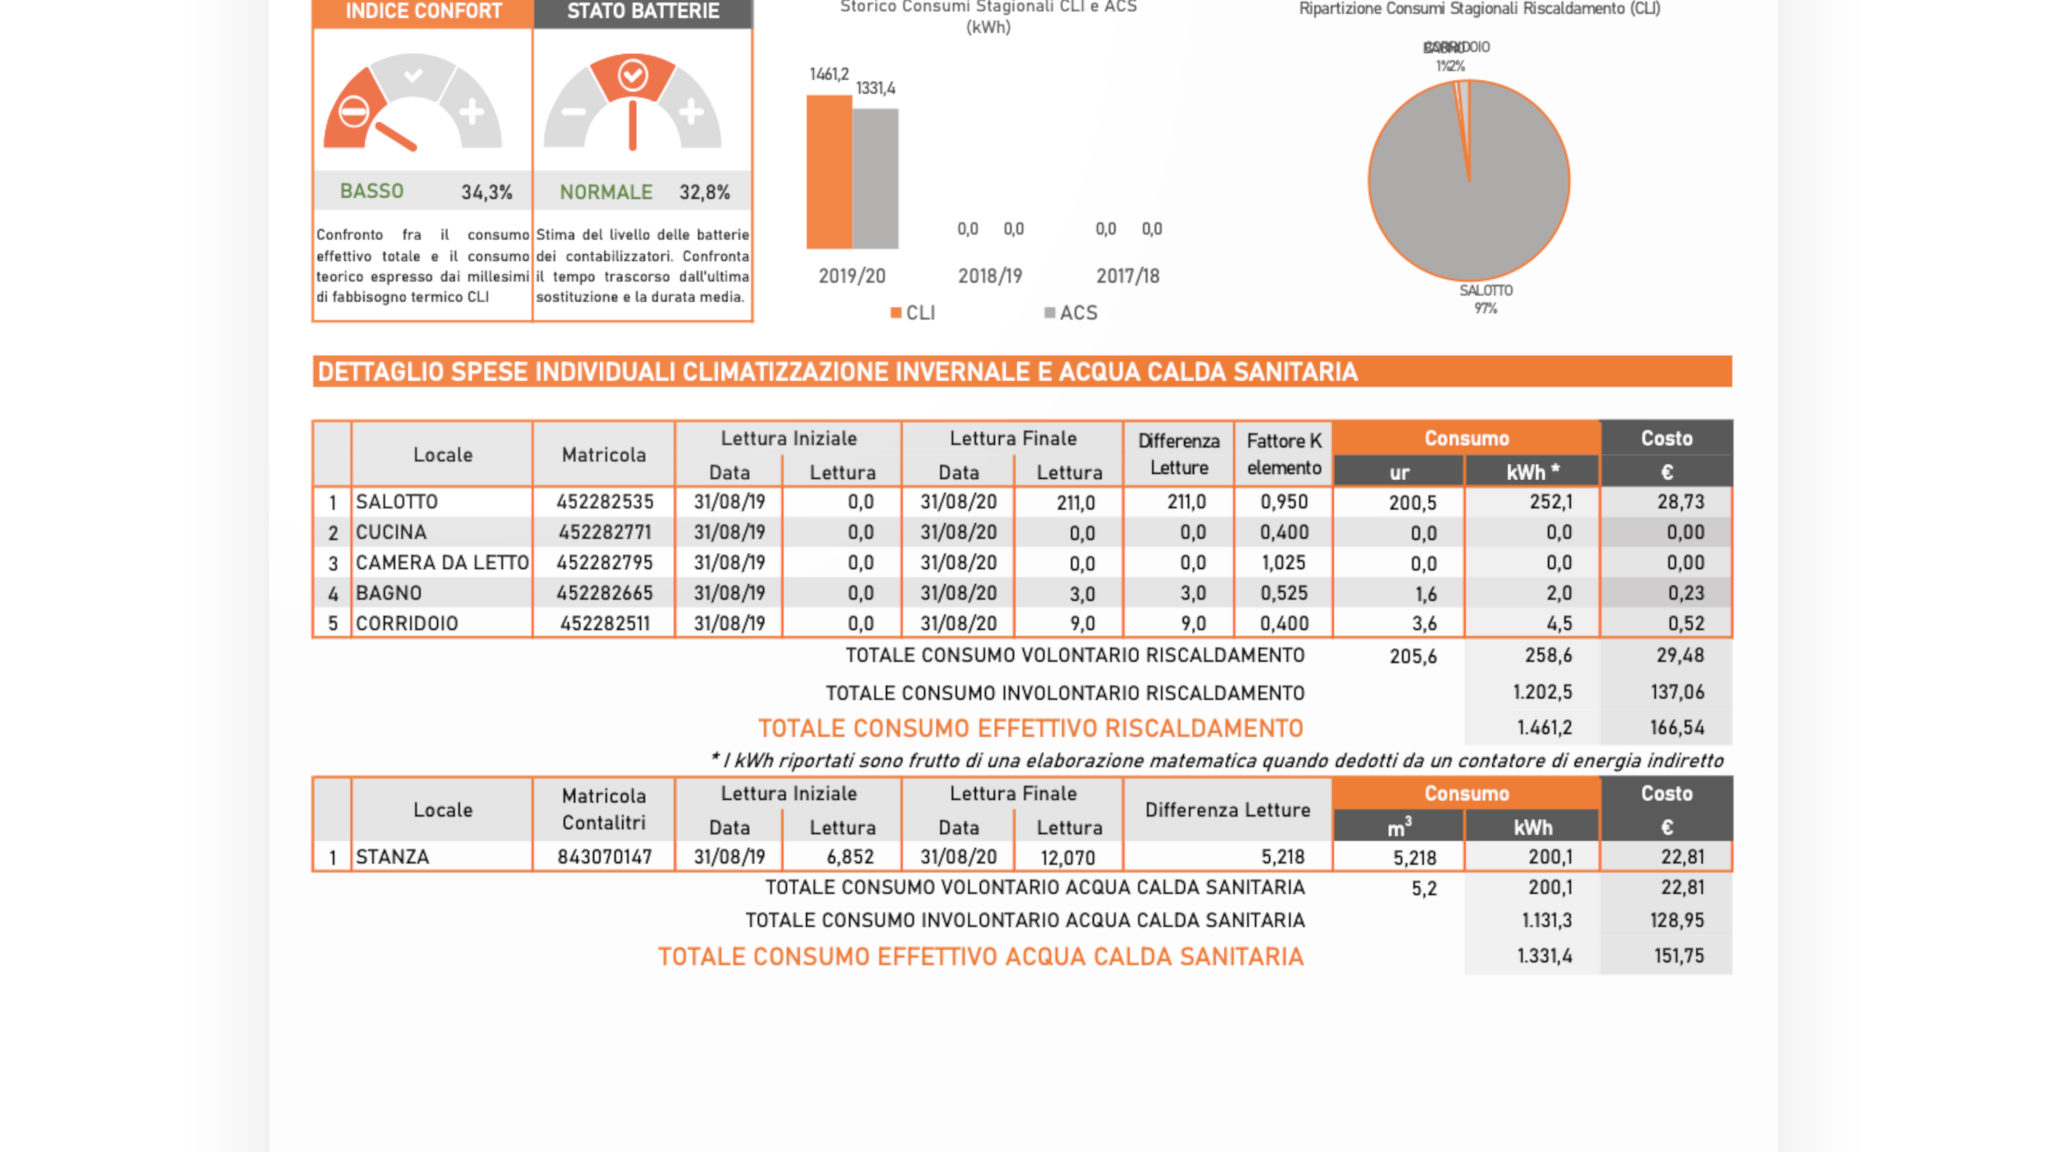 INDICE CONFORT
STATO BATTERIE
BASSO 34,3%
NORMALE 32,8%
Confronto fra il consumo
effettivo totale e il consumo
teorico espresso dai millesimi
di fabbisogno termico CLI
Stima del livello delle batterie
dei contabilizzatori. Confronta
il tempo trascorso dall'ultima
sostituzione e la durata media.
Storico Consumi Stagionali CLI e ACS
(kWh)
1461,2
1331,4
0,0 0,0 0,0 0,0
2019/20 2018/19 2017/18
CLI ACS
Ripartizione Consumi Stagionali Riscaldamento (CLI)
CORRIDOIO
1% 2%
SALOTTO
97%
DETTAGLIO SPESE INDIVIDUALI CLIMATIZZAZIONE INVERNALE E ACQUA CALDA SANITARIA
Locale Matricola Lettura Iniziale Lettura Finale Differenza Letture Fattore K elemento Consumo Costo
Data Lettura Data Lettura ur kWh * €
1 SALOTTO 452282535 31/08/19 0,0 31/08/20 211,0 211,0 0,950 200,5 252,1 28,73
2 CUCINA 452282771 31/08/19 0,0 31/08/20 0,0 0,0 0,400 0,0 0,0 0,00
3 CAMERA DA LETTO 452282795 31/08/19 0,0 31/08/20 0,0 0,0 1,025 0,0 0,0 0,00
4 BAGNO 452282665 31/08/19 0,0 31/08/20 3,0 3,0 0,525 1,6 2,0 0,23
5 CORRIDOIO 452282511 31/08/19 0,0 31/08/20 9,0 9,0 0,400 3,6 4,5 0,52
TOTALE CONSUMO VOLONTARIO RISCALDAMENTO 205,6 258,6 29,48
TOTALE CONSUMO INVOLONTARIO RISCALDAMENTO 1.202,5 137,06
TOTALE CONSUMO EFFETTIVO RISCALDAMENTO 1.461,2 166,54
* I kWh riportati sono frutto di una elaborazione matematica quando dedotti da un contatore di energia indiretto
Locale Matricola Contalitri Lettura Iniziale Lettura Finale Differenza Letture Consumo Costo
Data Lettura Data Lettura m³ kWh €
1 STANZA 843070147 31/08/19 6,852 31/08/20 12,070 5,218 5,218 200,1 22,81
TOTALE CONSUMO VOLONTARIO ACQUA CALDA SANITARIA 5,2 200,1 22,81
TOTALE CONSUMO INVOLONTARIO ACQUA CALDA SANITARIA 1.131,3 128,95
TOTALE CONSUMO EFFETTIVO ACQUA CALDA SANITARIA 1.331,4 151,75